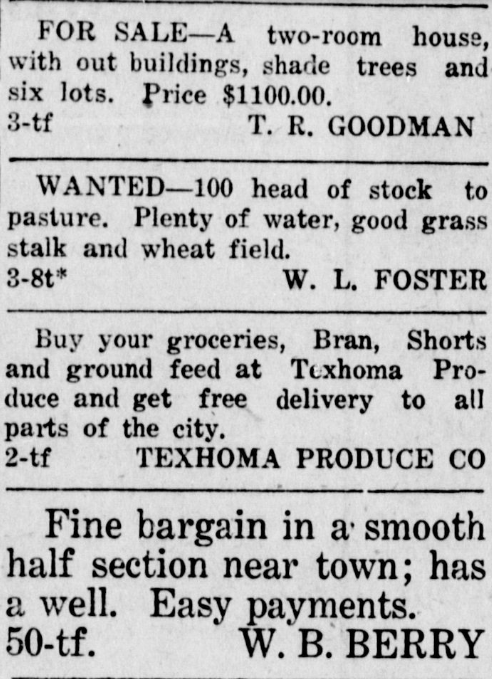 FOR SALE—A two-room house,
with out buildings, shade trees and
six lots. Price $1100.00.
3-tf T. R. GOODMAN
WANTED—100 head of stock to
pasture. Plenty of water, good grass
stalk and wheat field.
3-8t* W. L. FOSTER
Buy your groceries, Bran, Shorts
and ground feed at Texhoma Pro-
duce and get free delivery to all
parts of the city.
2-tf TEXHOMA PRODUCE CO
Fine bargain in a smooth
half section near town; has
a well. Easy payments.
50-tf. W. B. BERRY